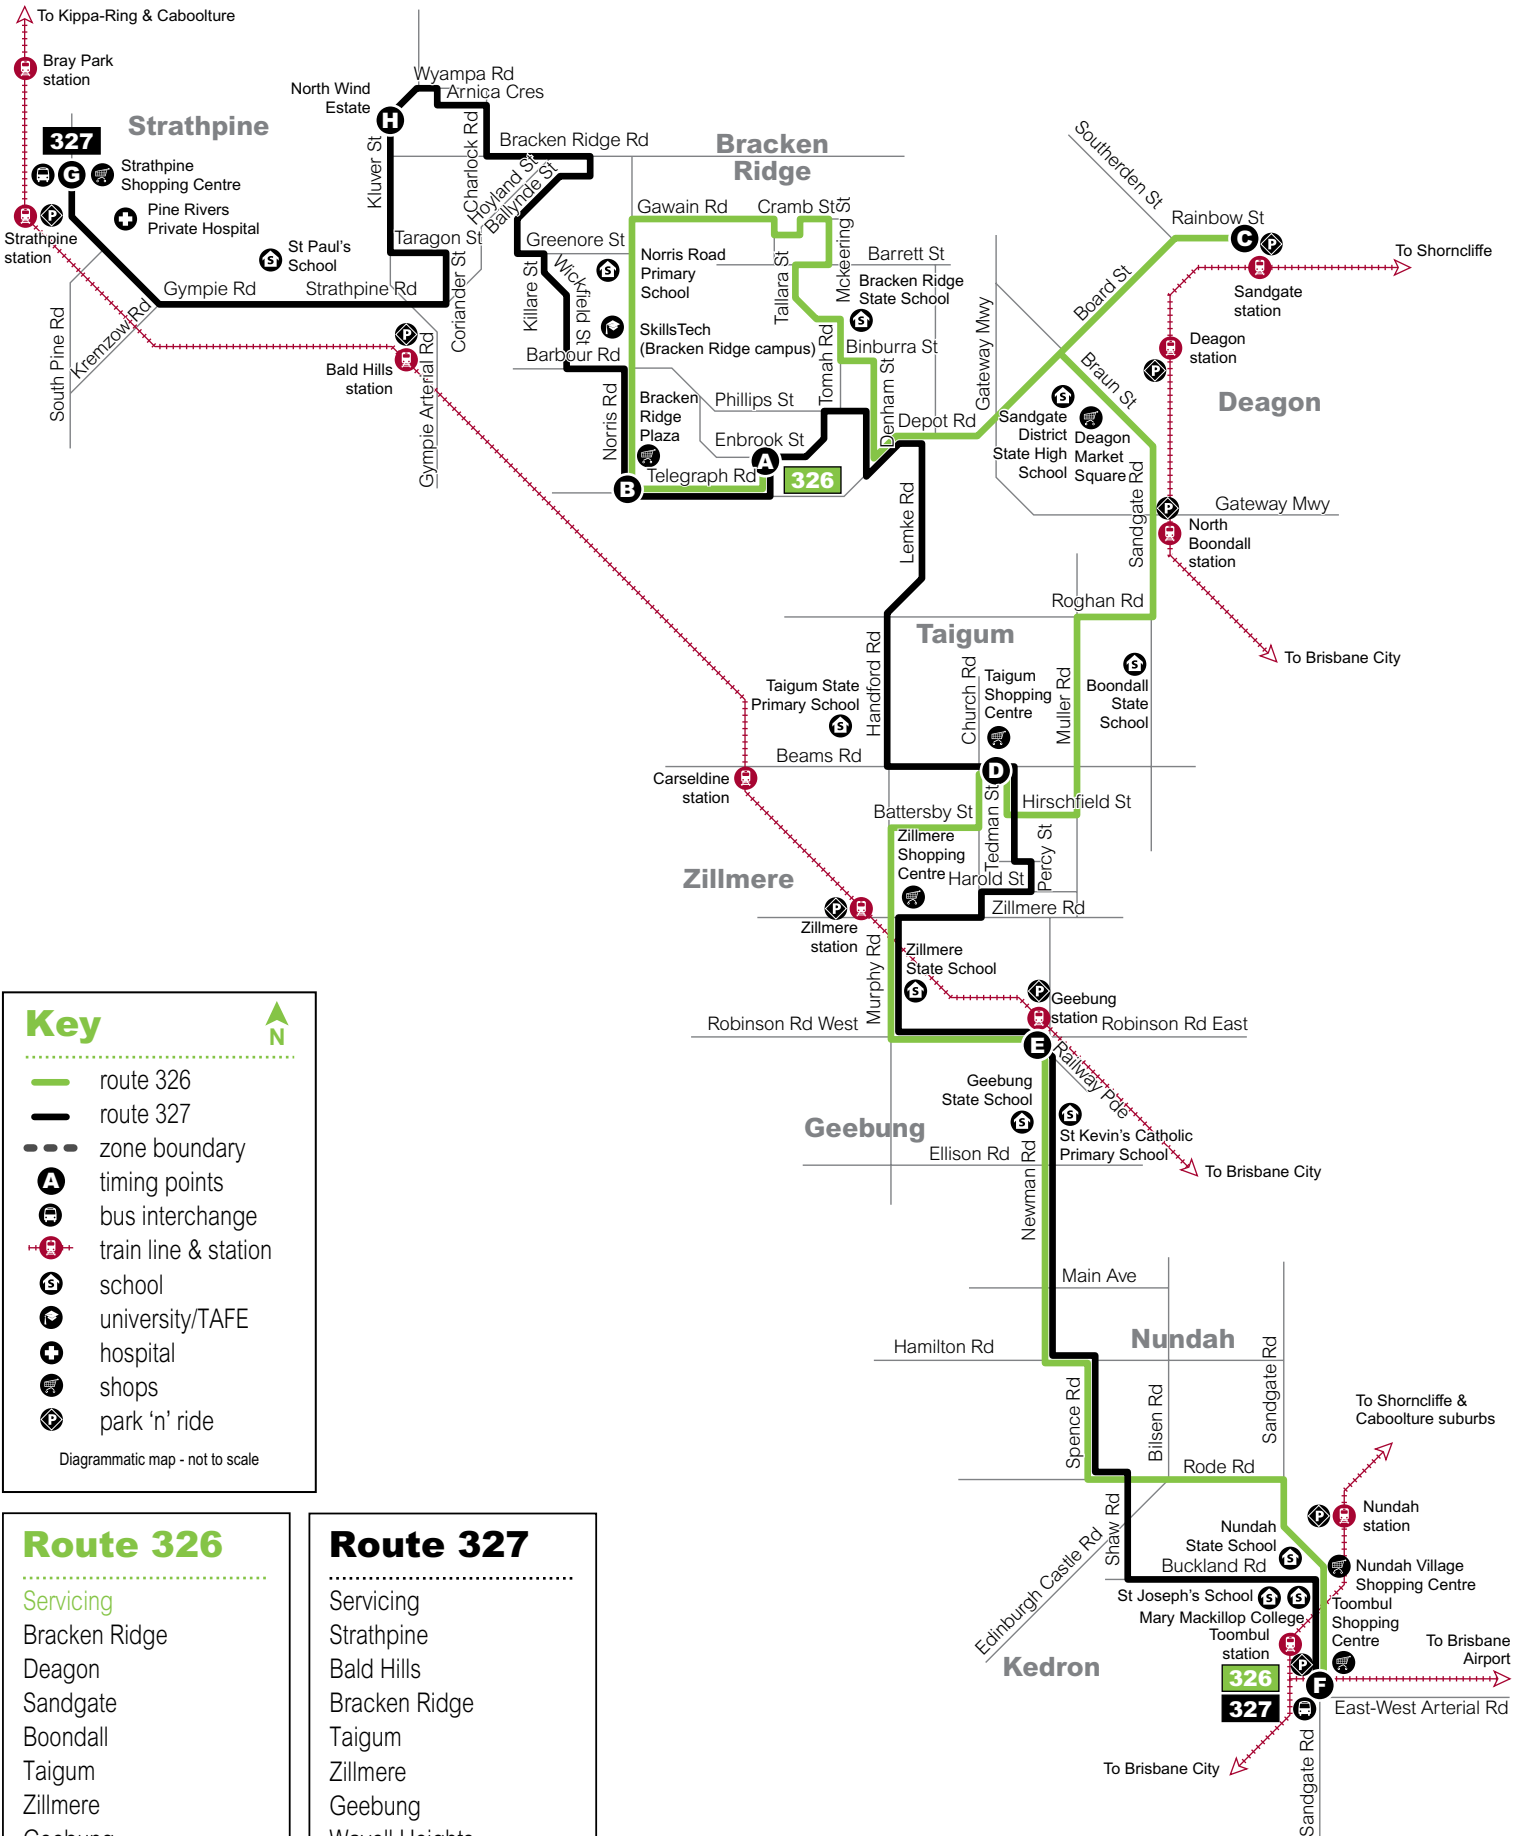 To Kippa-Ring & Caboolture
Bray Park
station
Strathpine
327
G
Strathpine
Shopping Centre
Pine Rivers
Private Hospital
Strathpine
station
St Paul's
School
Gympie Rd
Strathpine Rd
South Pine Rd
Kremzow Rd
North Wind
Estate
H
Wyampa Rd
Arnica Cres
Kluver St
Charlock Rd
Bracken Ridge Rd
Hoyland St
Ballynde St
Taragon St
Coriander St
Bald Hills
station
Gympie Arterial Rd
Greenore St
Killare St
Wickfield St
Barbour Rd
Norris Rd
Bracken
Ridge
Gawain Rd
Cramb St
Norris Road
Primary
School
SkillsTech
(Bracken Ridge campus)
Tallara St
Mckeering St
Barrett St
Bracken Ridge
State School
Tomah Rd
Binburra St
Bracken
Ridge
Plaza
Phillips St
Enbrook St
A
B
Telegraph Rd
326
Denham St
Depot Rd
Gateway Mwy
Lemke Rd
Southerden St
Rainbow St
C
To Shorncliffe
Sandgate
station
Board St
Braun St
Deagon
station
Deagon
Sandgate
District
State High
School
Deagon
Market
Square
Sandgate Rd
Gateway Mwy
North
Boondall
station
Roghan Rd
To Brisbane City
Taigum
Handford Rd
Taigum State
Primary School
Church Rd
Taigum
Shopping
Centre
Muller Rd
Boondall
State
School
Beams Rd
D
Carseldine
station
Battersby St
Hirschfield St
Tedman St
Percy St
Zillmere
Zillmere
Shopping
Centre
Harold St
Zillmere Rd
Zillmere
station
Murphy Rd
Zillmere
State School
Geebung
station
Robinson Rd West
Robinson Rd East
E
Railway Pde
Geebung
State School
St Kevin's Catholic
Primary School
Geebung
Ellison Rd
Newman Rd
To Brisbane City
Main Ave
Nundah
Hamilton Rd
Spence Rd
Bilsen Rd
Sandgate Rd
To Shorncliffe &
Caboolture suburbs
Rode Rd
Nundah
station
Shaw Rd
Nundah
State School
Edinburgh Castle Rd
Buckland Rd
Nundah Village
Shopping Centre
St Joseph's School
Mary Mackillop College
Toombul
station
Toombul
Shopping
Centre
To Brisbane
Airport
Kedron
326
327
F
East-West Arterial Rd
To Brisbane City
Sandgate Rd
Key
N
route 326
route 327
zone boundary
A
timing points
bus interchange
train line & station
school
university/TAFE
hospital
shops
park 'n' ride
Diagrammatic map - not to scale
Route 326
Servicing
Bracken Ridge
Deagon
Sandgate
Boondall
Taigum
Zillmere
Geebung
Route 327
Servicing
Strathpine
Bald Hills
Bracken Ridge
Taigum
Zillmere
Geebung
Wavell Heights